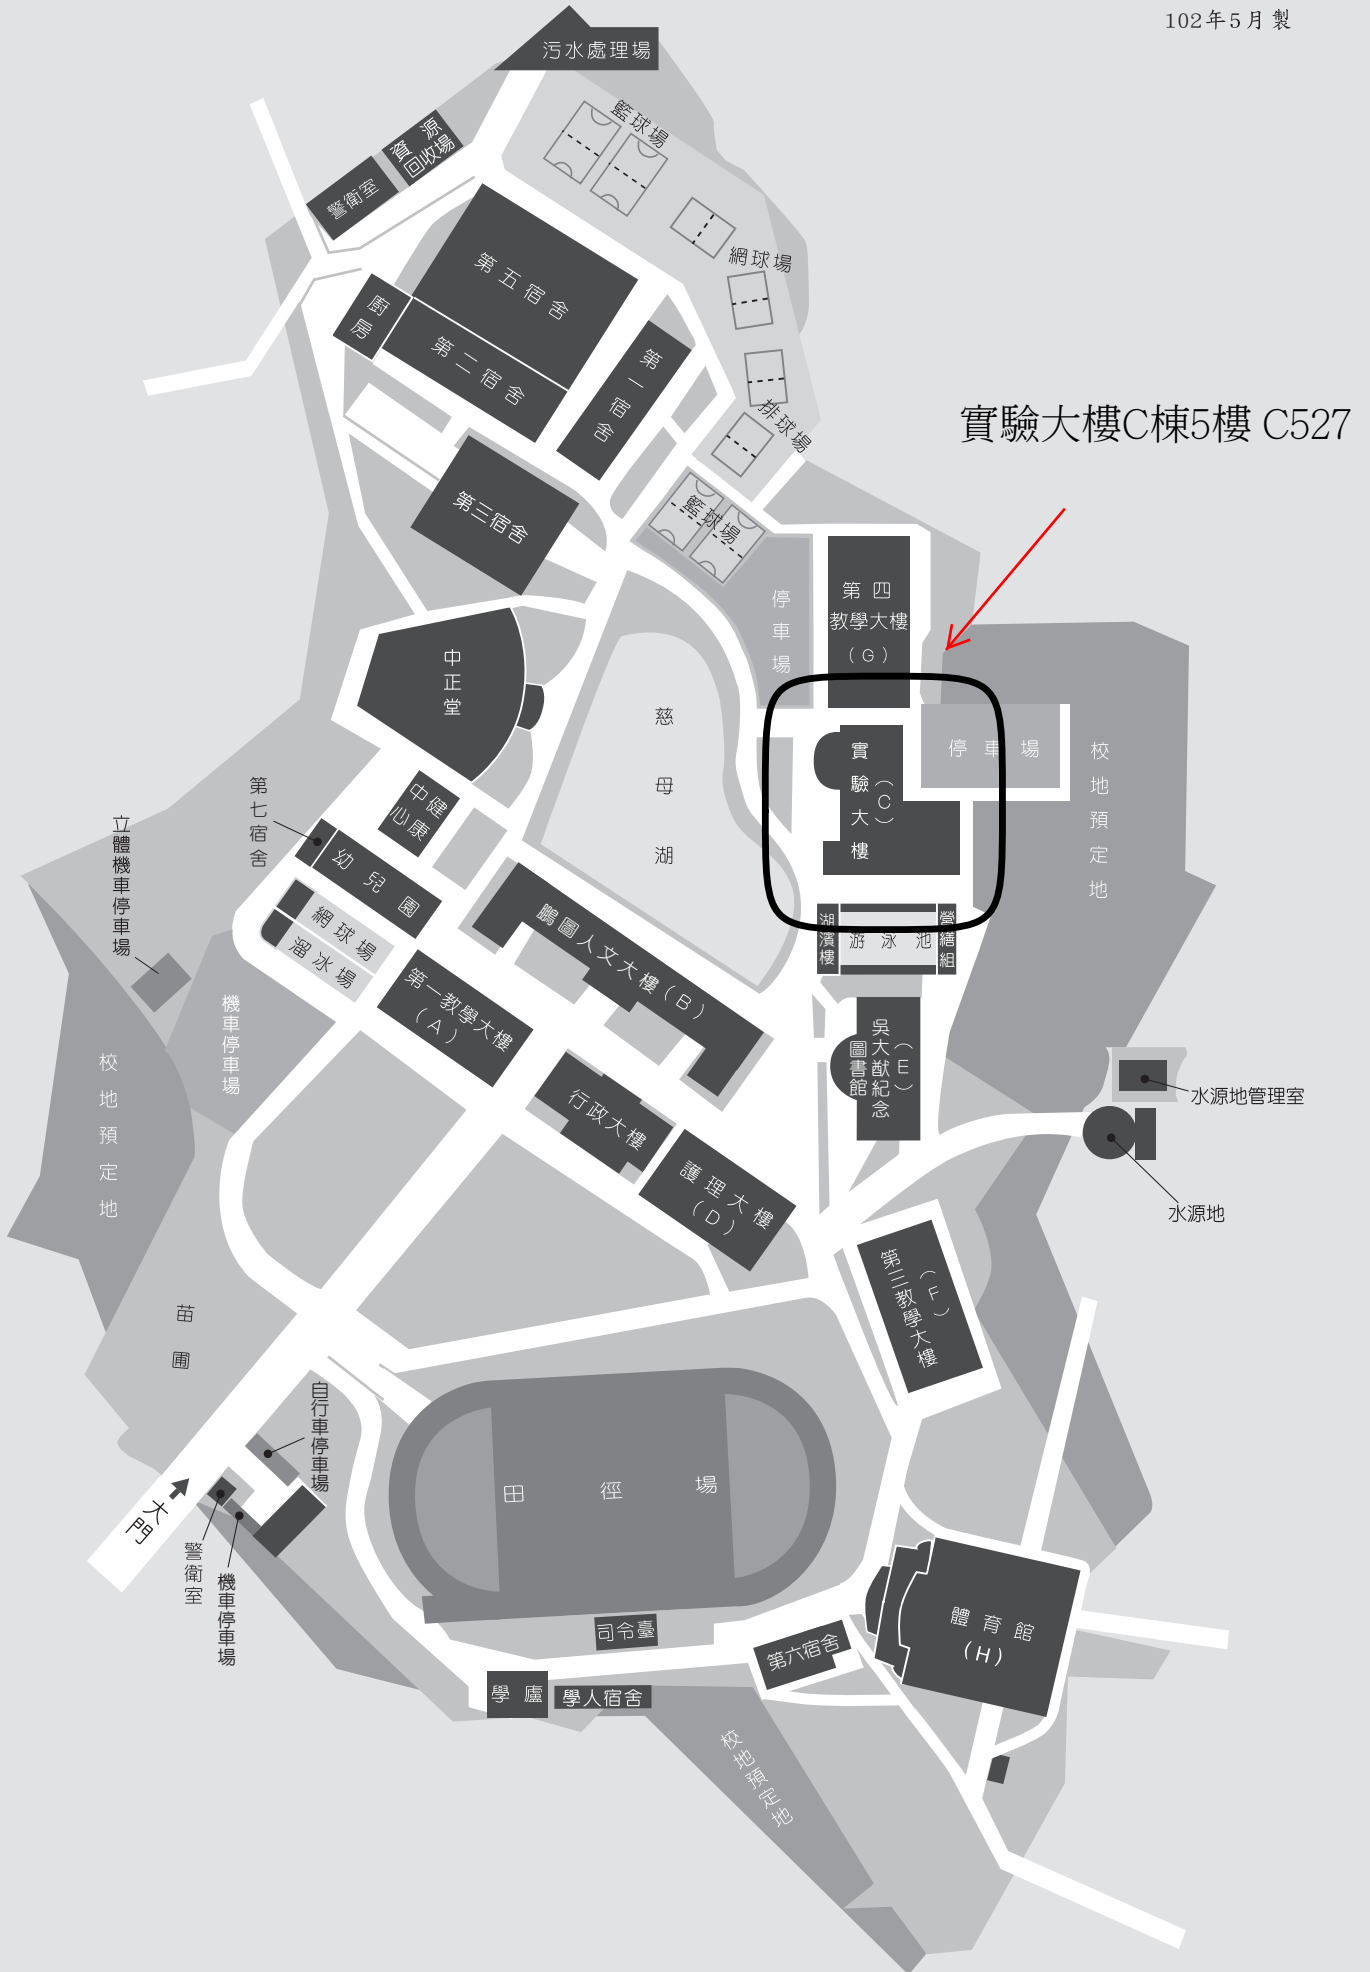 102年5月 製
污水處理場
籃球場
資源
回收場
警衛室
網球場
第五宿舍
廚房
第二宿舍
第一宿舍
排球場
實驗大樓C棟5樓 C527
第三宿舍
籃球場
停車場
第四
教學大樓
(G)
中正堂
慈母湖
實驗大樓
(C)
停車場
校地預定地
第七宿舍
健康
中心
立體機車停車場
幼兒園
網球場
溜冰場
鵬圖人文大樓(B)
湖濱樓
游泳池
營繕組
第一教學大樓
(A)
機車停車場
校地預定地
吳大猷紀念
圖書館
(E)
行政大樓
水源地管理室
護理大樓
(D)
水源地
第三教學大樓
(F)
苗圃
自行車停車場
大門
警衛室
機車停車場
田徑場
司令臺
第六宿舍
體育館
(H)
學廬
學人宿舍
校地預定地